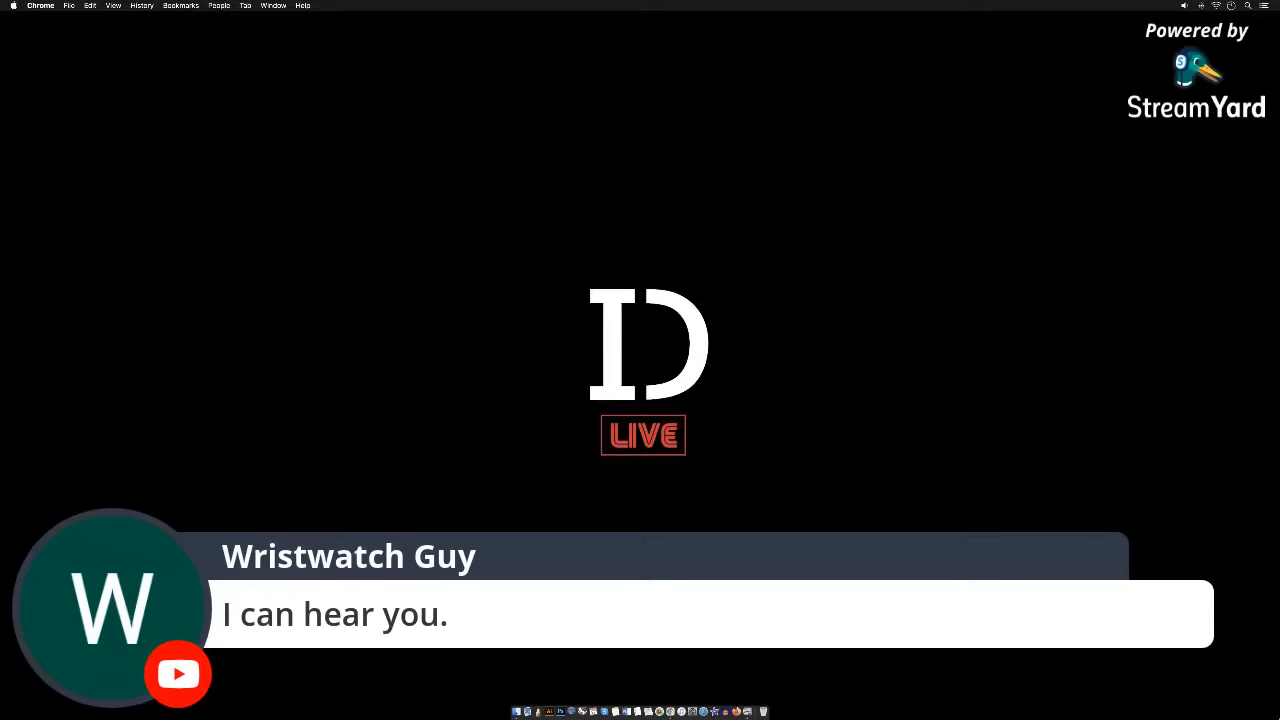 Chrome File Edit View History Bookmarks People Tab Window Help
Powered by
S
StreamYard
ID
LIVE
Wristwatch Guy
W
I can hear you.